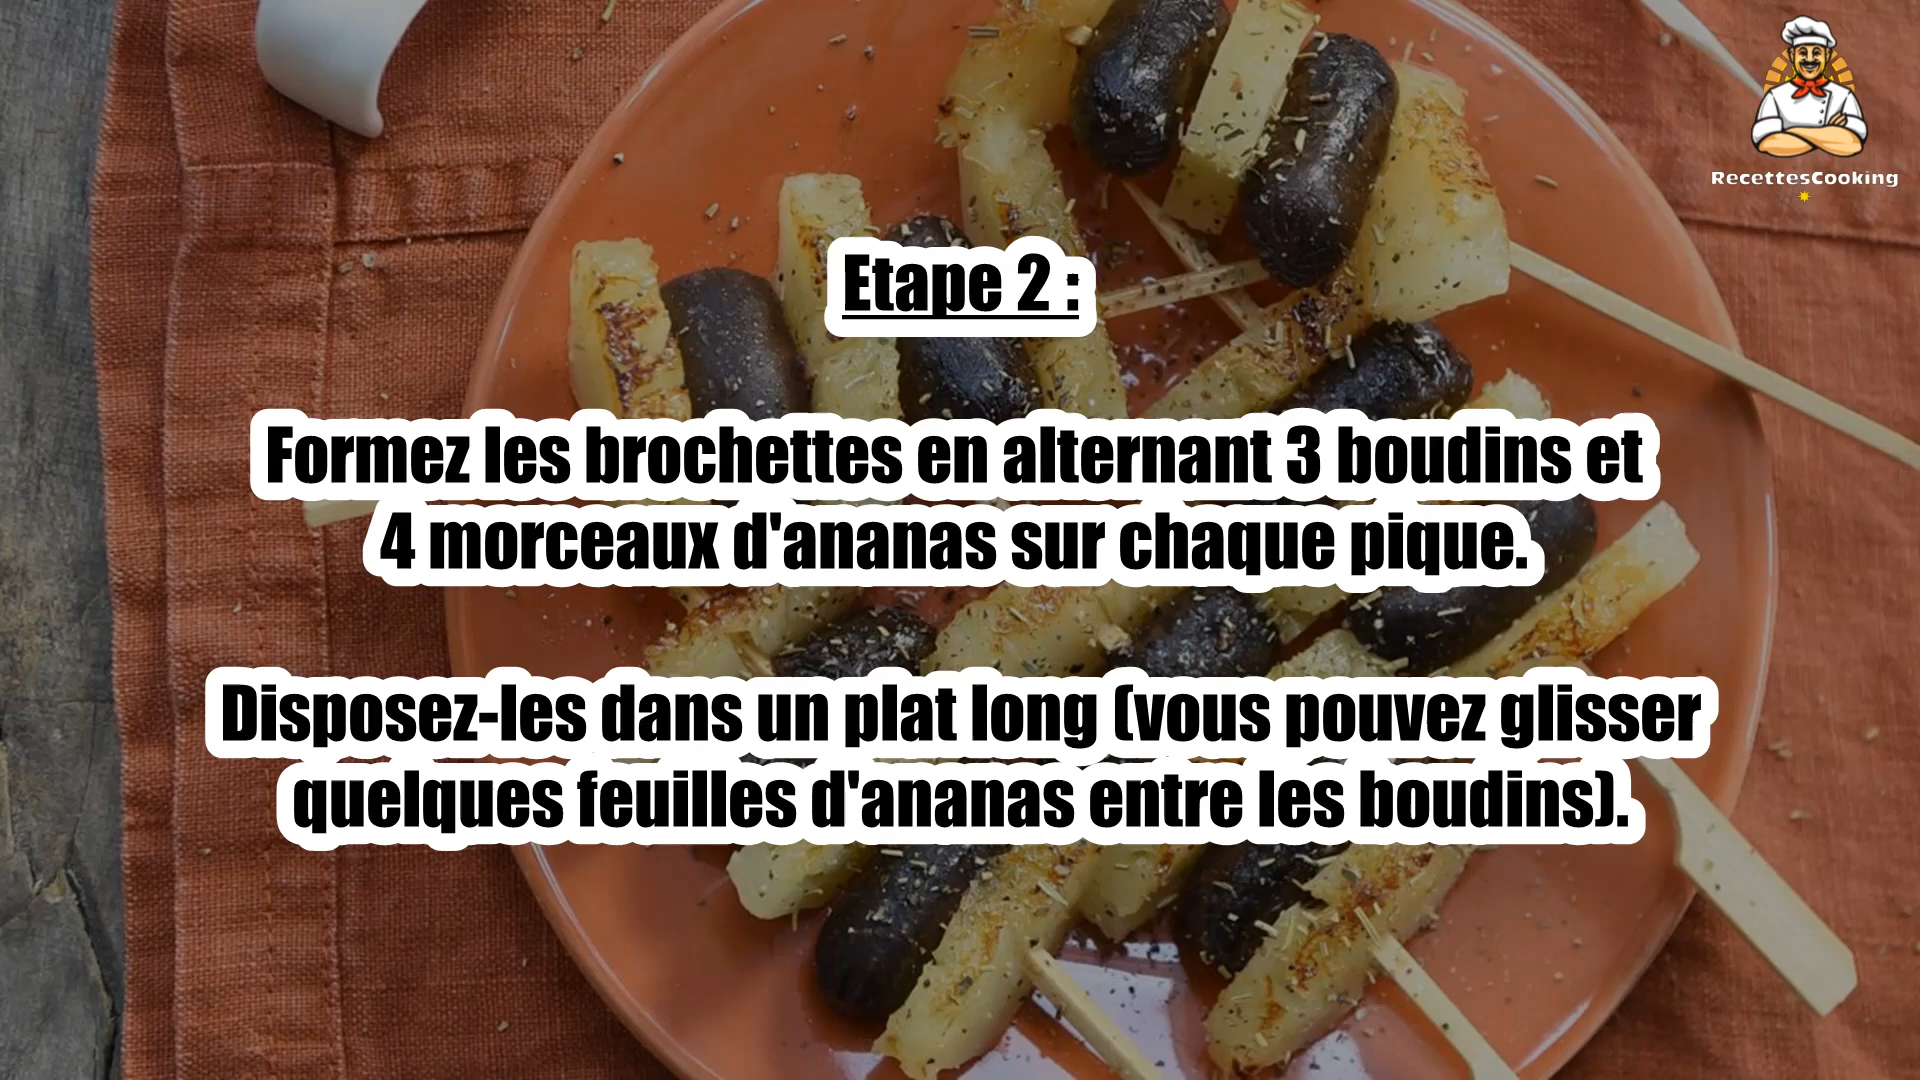 RecettesCooking
Etape 2 :
Formez les brochettes en alternant 3 boudins et
4 morceaux d'ananas sur chaque pique.
Disposez-les dans un plat long (vous pouvez glisser
quelques feuilles d'ananas entre les boudins).